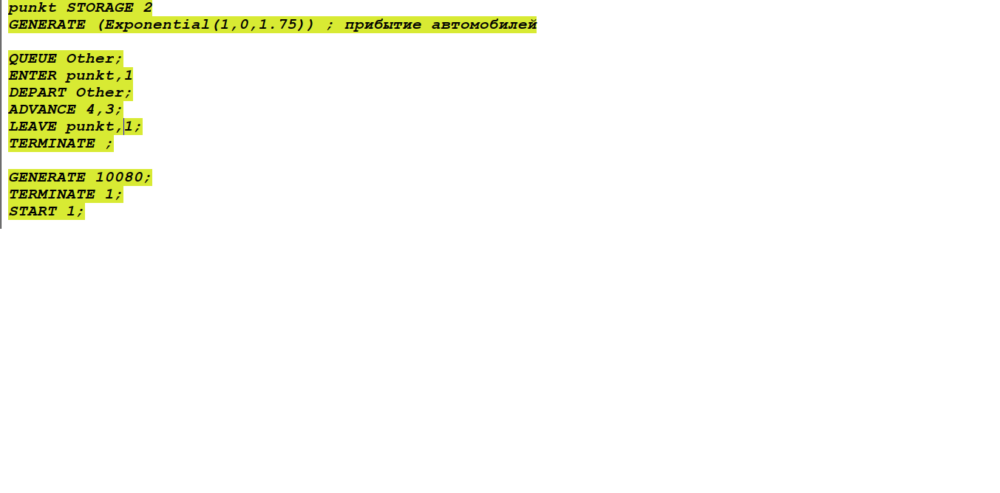 punkt STORAGE 2
GENERATE (Exponential(1,0,1.75)) ; прибытие автомобилей
QUEUE Other;
ENTER punkt,1
DEPART Other;
ADVANCE 4,3;
LEAVE punkt,1;
TERMINATE ;
GENERATE 10080;
TERMINATE 1;
START 1;